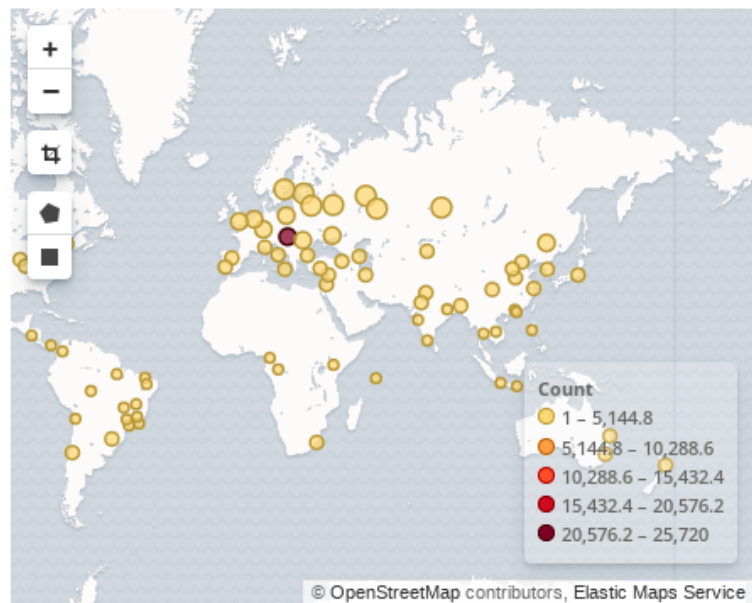 +
−
Count
1 – 5,144.8
5,144.8 – 10,288.6
10,288.6 – 15,432.4
15,432.4 – 20,576.2
20,576.2 – 25,720
© OpenStreetMap contributors, Elastic Maps Service